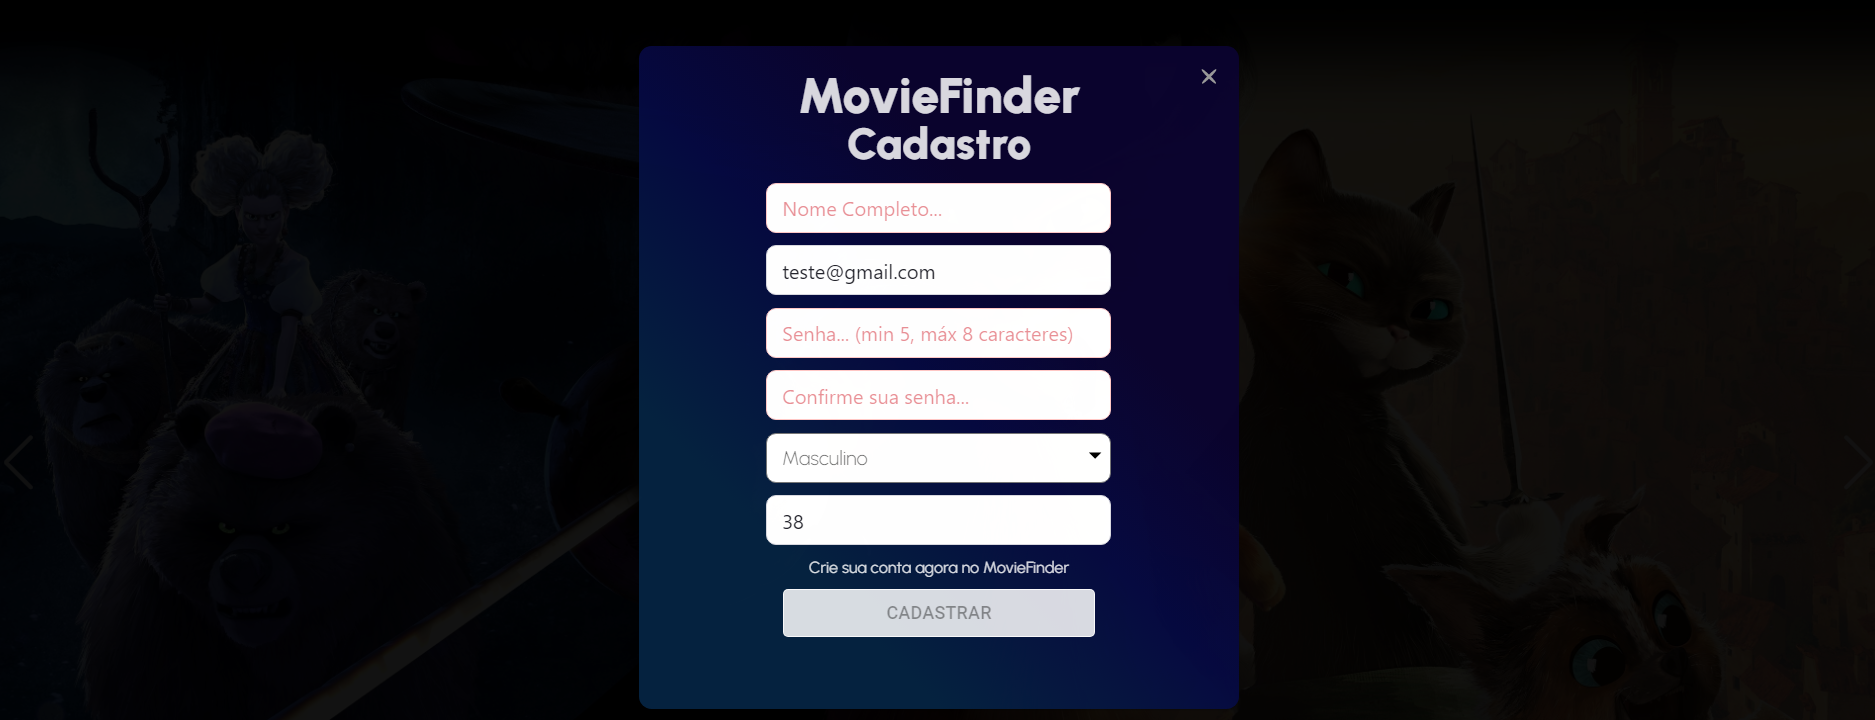 MovieFinder
Cadastro
Nome Completo...
teste@gmail.com
Senha... (min 5, máx 8 caracteres)
Confirme sua senha...
Masculino
38
Crie sua conta agora no MovieFinder
CADASTRAR